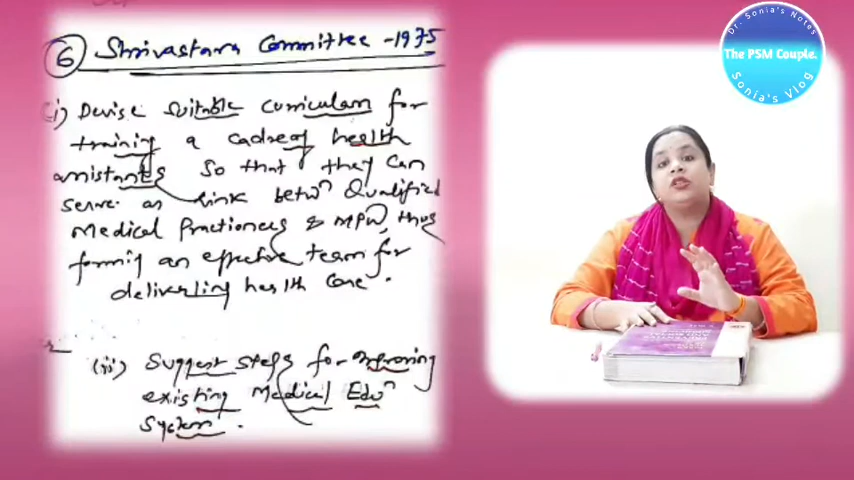 6 Shrivastava Committee - 1975
(i) Devise suitable curriculam for
training a cadre of health
assistants so that they can
serve as link betwn Qualified
Medical Practioners & MPW, thus
forming an effective team for
delivering health care.
(ii) Suggest steps for improving
existing Medical Edun
System.
Dr. Sonia's Notes
The PSM Couple.
Sonia's Vlog